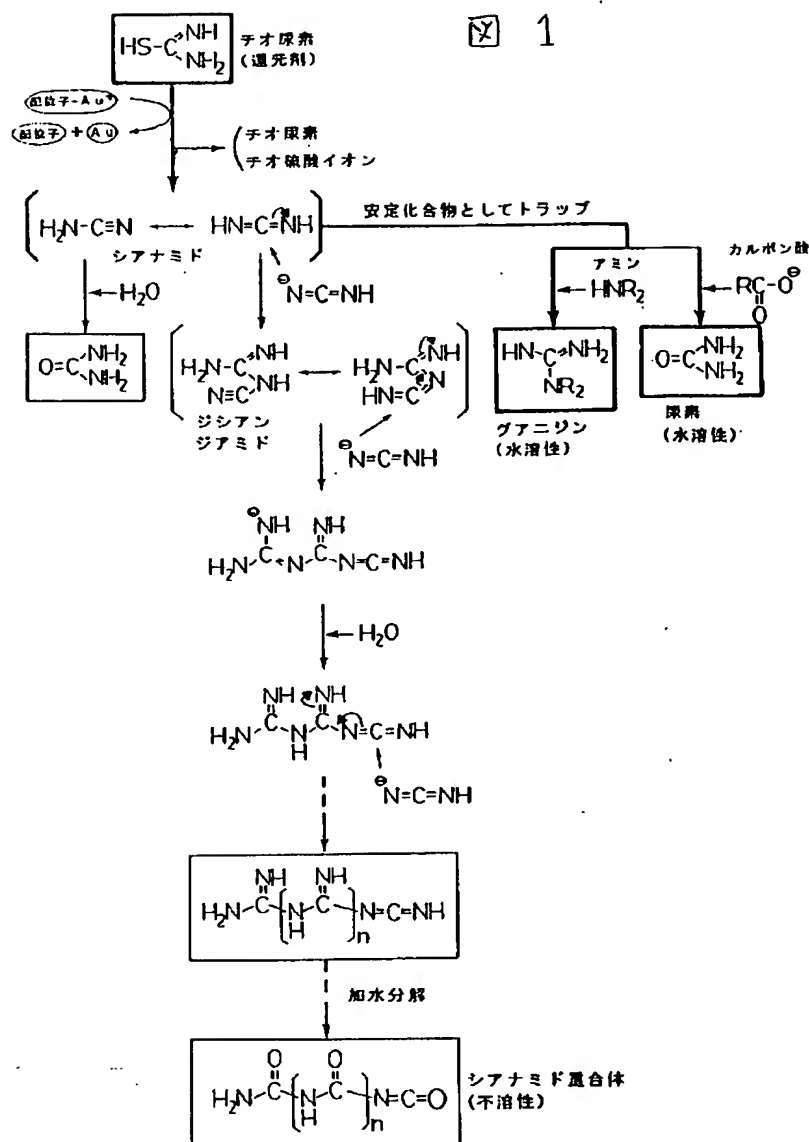 図 1
HS-C
NH
NH2
チオ尿素
(還元剤)
配位子-Au+
配位子 + Au
チオ尿素
チオ硫酸イオン
H2N-C≡N ↔ HN=C=NH
シアナミド
安定化合物としてトラップ
←H2O
⊖N=C=NH
アミン
←HNR2
カルボン酸
RC-O⊖
O
O=C
NH2
NH2
H2N
C
NH
NH
N≡C
ジシアン
ジアミド
H2N
C
NH
N
HN=C
⊖N=C=NH
HN
C
NH2
NR2
グアニジン
(水溶性)
O=C
NH2
NH2
尿素
(水溶性)
⊖
NH NH
H2N C N C N=C=NH
←H2O
NH NH
H2N C N C N=C=NH
H
⊖N=C=NH
NH NH
H2N C N C N=C=NH
H n
加水分解
O O
H2N C N C N=C=O
H n
シアナミド重合体
(不溶性)